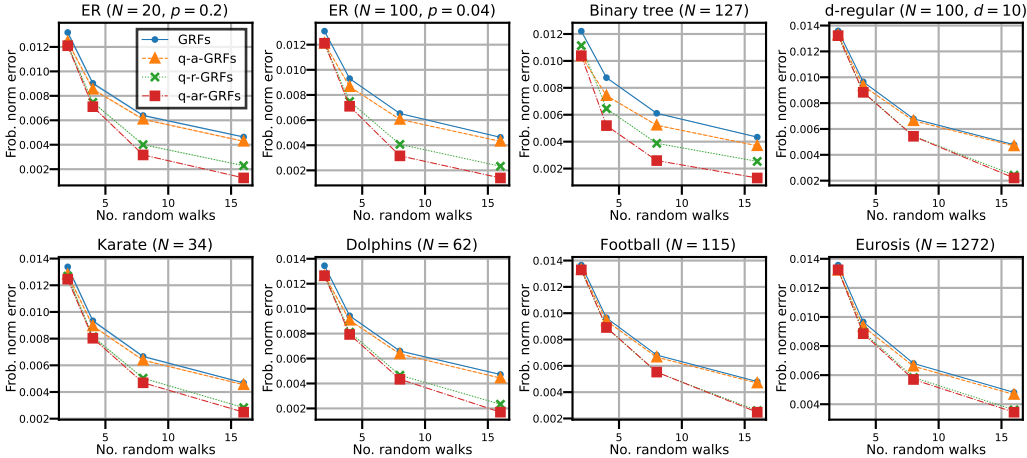 ER (N = 20, p = 0.2)
Frob. norm error
0.012
0.010
0.008
0.006
0.004
0.002
5
10
15
No. random walks
GRFs
q-a-GRFs
q-r-GRFs
q-ar-GRFs
ER (N = 100, p = 0.04)
Frob. norm error
0.012
0.010
0.008
0.006
0.004
0.002
5
10
15
No. random walks
Binary tree (N = 127)
Frob. norm error
0.012
0.010
0.008
0.006
0.004
0.002
5
10
15
No. random walks
d-regular (N = 100, d = 10)
Frob. norm error
0.014
0.012
0.010
0.008
0.006
0.004
0.002
5
10
15
No. random walks
Karate (N = 34)
Frob. norm error
0.014
0.012
0.010
0.008
0.006
0.004
0.002
5
10
15
No. random walks
Dolphins (N = 62)
Frob. norm error
0.014
0.012
0.010
0.008
0.006
0.004
0.002
5
10
15
No. random walks
Football (N = 115)
Frob. norm error
0.014
0.012
0.010
0.008
0.006
0.004
0.002
5
10
15
No. random walks
Eurosis (N = 1272)
Frob. norm error
0.014
0.012
0.010
0.008
0.006
0.004
5
10
15
No. random walks